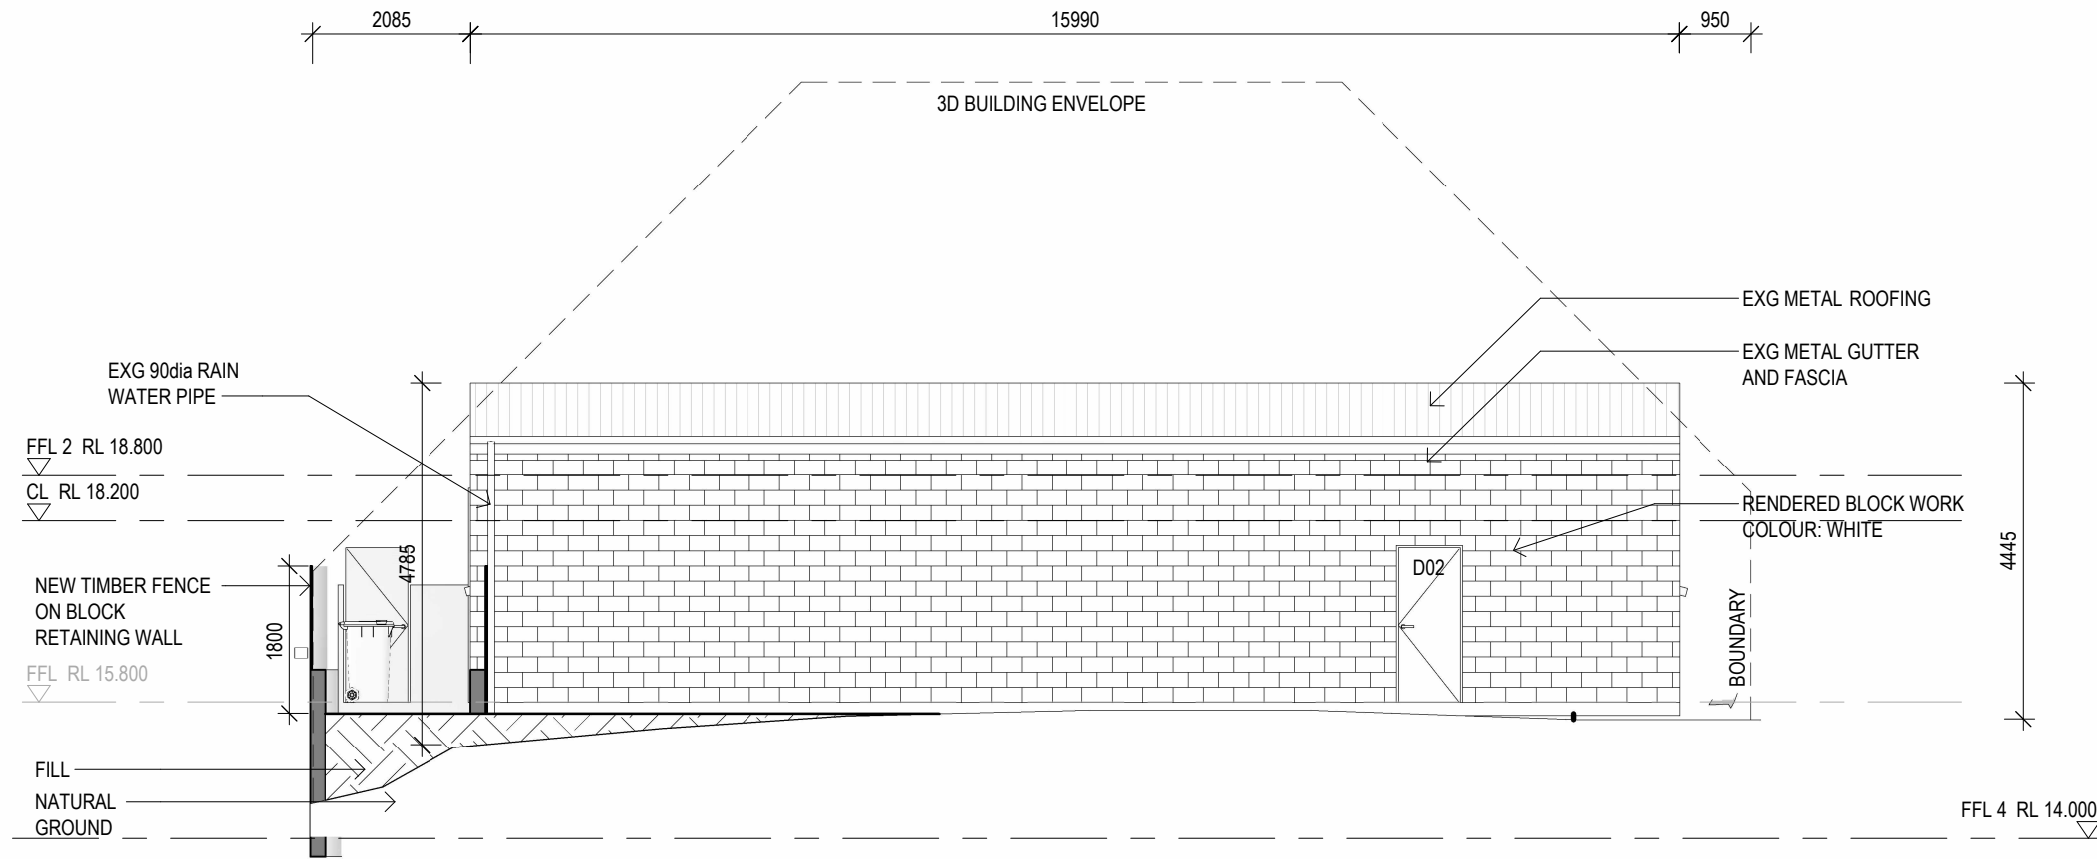 2085
15990
950
3D BUILDING ENVELOPE
EXG METAL ROOFING
EXG METAL GUTTER
AND FASCIA
EXG 90dia RAIN
WATER PIPE
FFL 2 RL 18.800
CL RL 18.200
RENDERED BLOCK WORK
COLOUR: WHITE
4785
4445
D02
NEW TIMBER FENCE
ON BLOCK
RETAINING WALL
1800
BOUNDARY
FFL RL 15.800
FILL
NATURAL
GROUND
FFL 4 RL 14.000